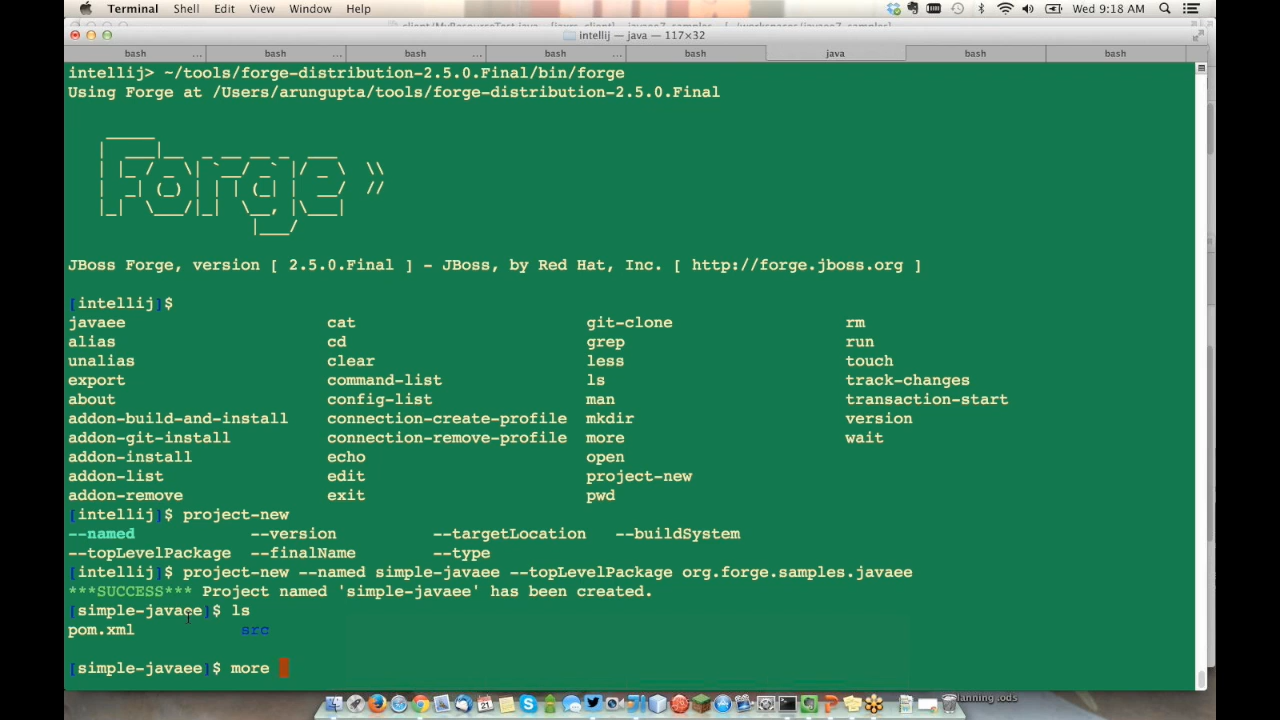 Terminal Shell Edit View Window Help Wed 9:18 AM
intellij — java — 117×32
bash ... bash ... bash ... bash ... bash java bash bash
intellij> ~/tools/forge-distribution-2.5.0.Final/bin/forge
Using Forge at /Users/arungupta/tools/forge-distribution-2.5.0.Final
Forge
JBoss Forge, version [ 2.5.0.Final ] - JBoss, by Red Hat, Inc. [ http://forge.jboss.org ]
[intellij]$
javaee cat git-clone rm
alias cd grep run
unalias clear less touch
export command-list ls track-changes
about config-list man transaction-start
addon-build-and-install connection-create-profile mkdir version
addon-git-install connection-remove-profile more wait
addon-install echo open
addon-list edit project-new
addon-remove exit pwd
[intellij]$ project-new
--named --version --targetLocation --buildSystem
--topLevelPackage --finalName --type
[intellij]$ project-new --named simple-javaee --topLevelPackage org.forge.samples.javaee
***SUCCESS*** Project named 'simple-javaee' has been created.
[simple-javaee]$ ls
pom.xml src
[simple-javaee]$ more